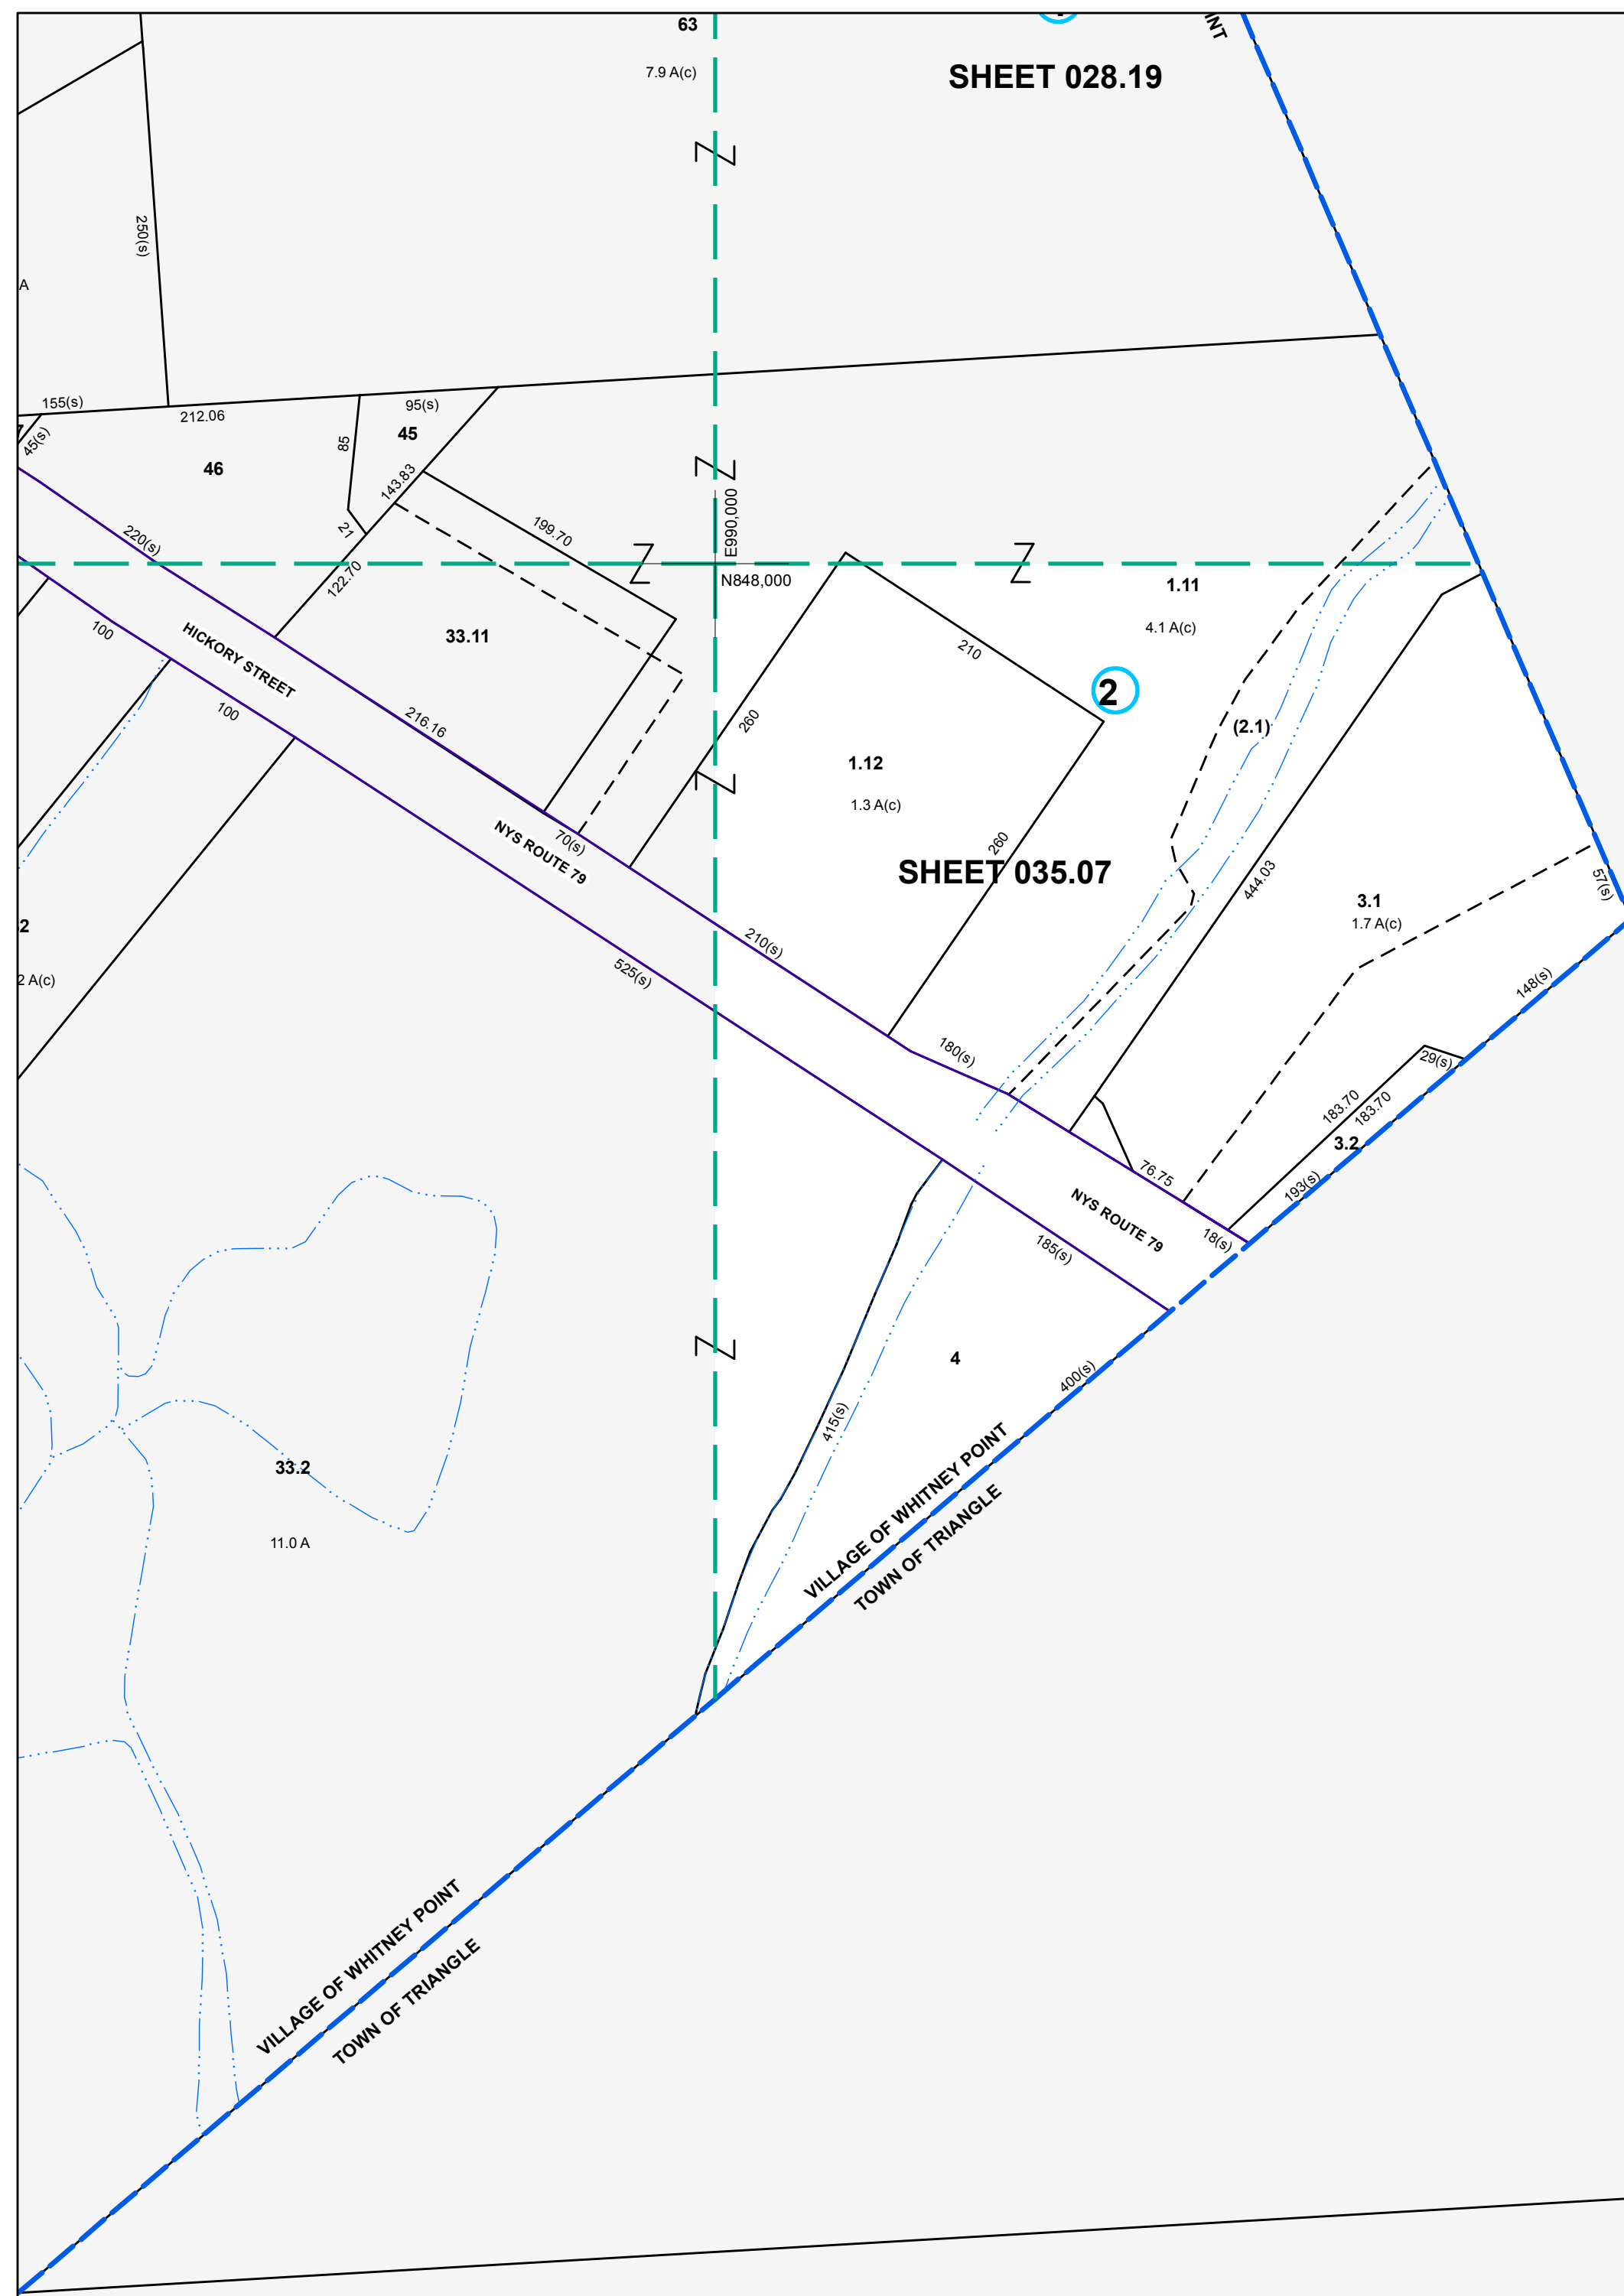 63
7.9 A(c)
SHEET 028.19
INT
250(s)
A
155(s)
212.06
95(s)
45
85
45(s)
46
143.83
21
199.70
E990,000
N848,000
220(s)
122.70
1.11
4.1 A(c)
33.11
100
HICKORY STREET
100
216.16
210
260
2
(2.1)
1.12
1.3 A(c)
70(s)
NYS ROUTE 79
260
SHEET 035.07
444.03
3.1
1.7 A(c)
57(s)
2
2 A(c)
525(s)
210(s)
148(s)
180(s)
29(s)
183.70
183.70
3.2
76.75
193(s)
NYS ROUTE 79
18(s)
185(s)
4
400(s)
415(s)
33.2
11.0 A
VILLAGE OF WHITNEY POINT
TOWN OF TRIANGLE
VILLAGE OF WHITNEY POINT
TOWN OF TRIANGLE